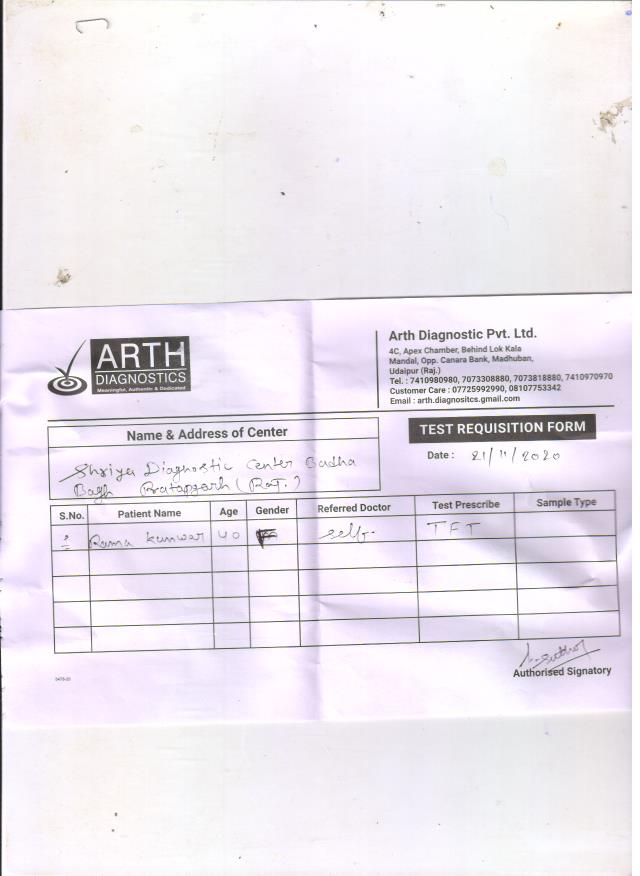 ARTH
DIAGNOSTICS
Meaningful, Authentic & Dedicated
Arth Diagnostic Pvt. Ltd.
4C, Apex Chamber, Behind Lok Kala
Mandal, Opp. Canara Bank, Madhuban,
Udaipur (Raj.)
Tel. : 7410980980, 7073308880, 7073818880, 7410970970
Customer Care : 07725992990, 08107753342
Email : arth.diagnositcs.gmail.com
Name & Address of Center
TEST REQUISITION FORM
Date : 21/11/2020
Shriya Diagnostic Center Badha
Bagh Pratapgarh (Raj.)
S.No. Patient Name Age Gender Referred Doctor Test Prescribe Sample Type
Rama Kunwar 40 F self. TFT
Authorised Signatory